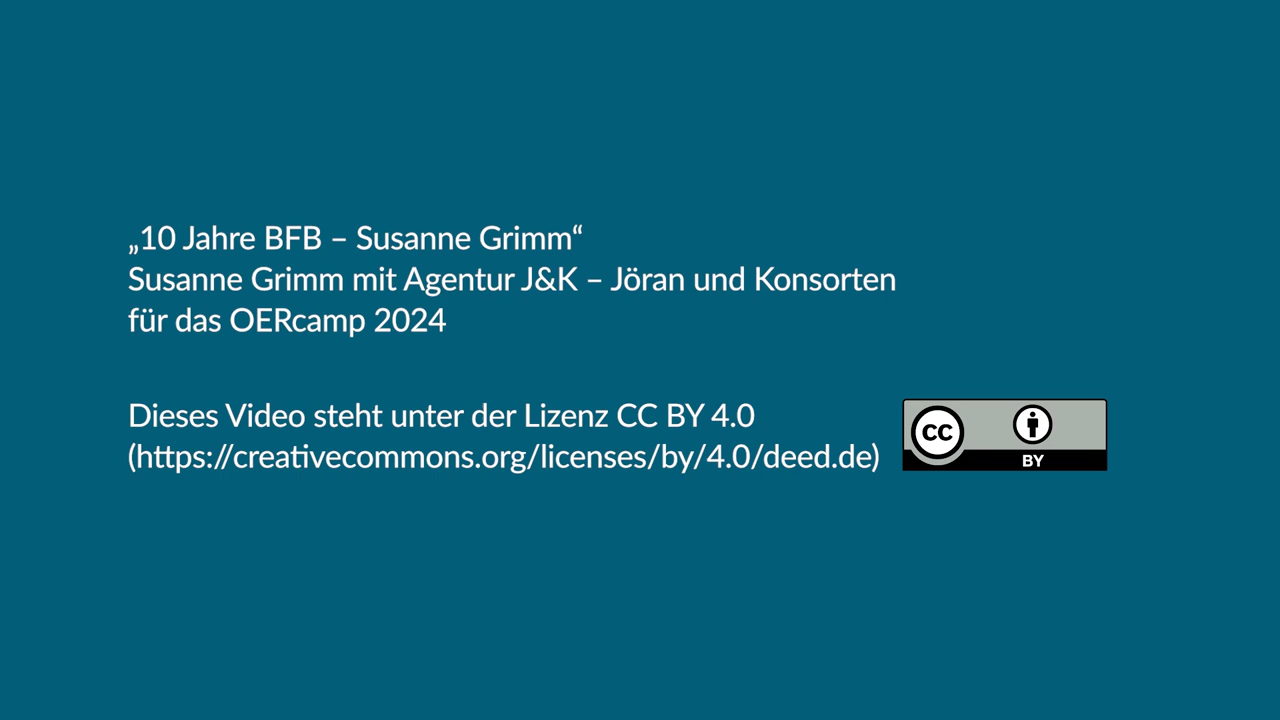 „10 Jahre BFB – Susanne Grimm“
Susanne Grimm mit Agentur J&K – Jöran und Konsorten
für das OERcamp 2024
Dieses Video steht unter der Lizenz CC BY 4.0
(https://creativecommons.org/licenses/by/4.0/deed.de)
CC
BY